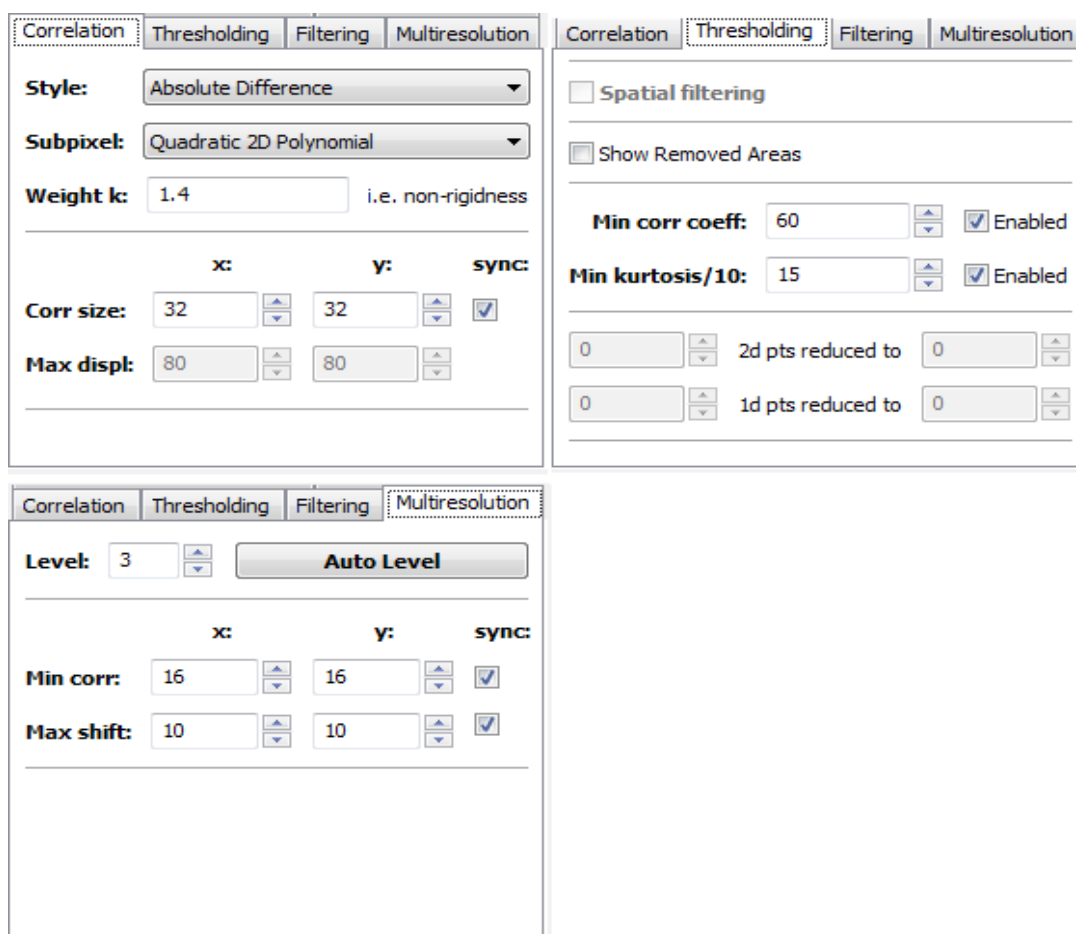 Correlation Thresholding Filtering Multiresolution
Style: Absolute Difference
Subpixel: Quadratic 2D Polynomial
Weight k: 1.4 i.e. non-rigidness
x: y: sync:
Corr size: 32 32
Max displ: 80 80
Correlation Thresholding Filtering Multiresolution
Spatial filtering
Show Removed Areas
Min corr coeff: 60 Enabled
Min kurtosis/10: 15 Enabled
0 2d pts reduced to 0
0 1d pts reduced to 0
Correlation Thresholding Filtering Multiresolution
Level: 3 Auto Level
x: y: sync:
Min corr: 16 16
Max shift: 10 10